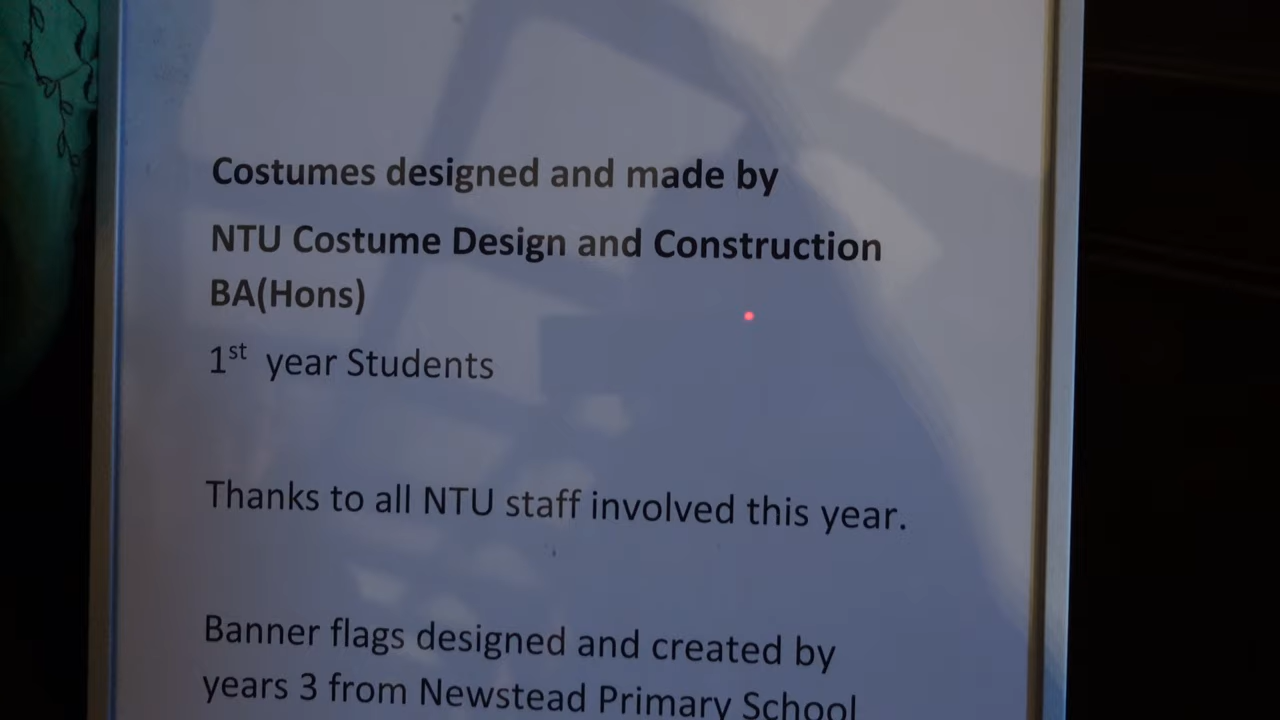 Costumes designed and made by
NTU Costume Design and Construction
BA(Hons)
1st year Students
Thanks to all NTU staff involved this year.
Banner flags designed and created by
years 3 from Newstead Primary School